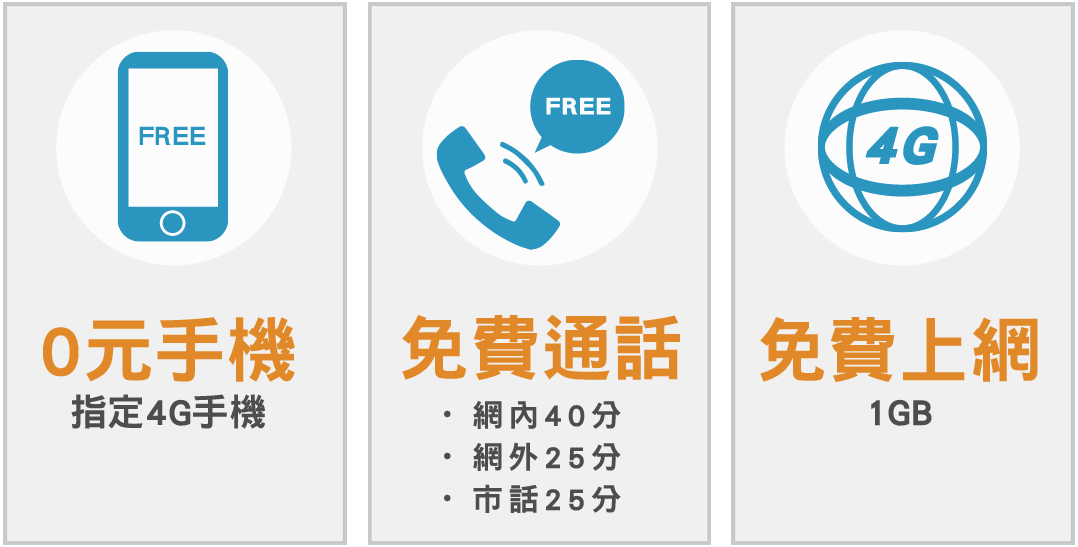 FREE
0元手機
指定4G手機
FREE
免費通話
· 網內40分
· 網外25分
· 市話25分
4G
免費上網
1GB